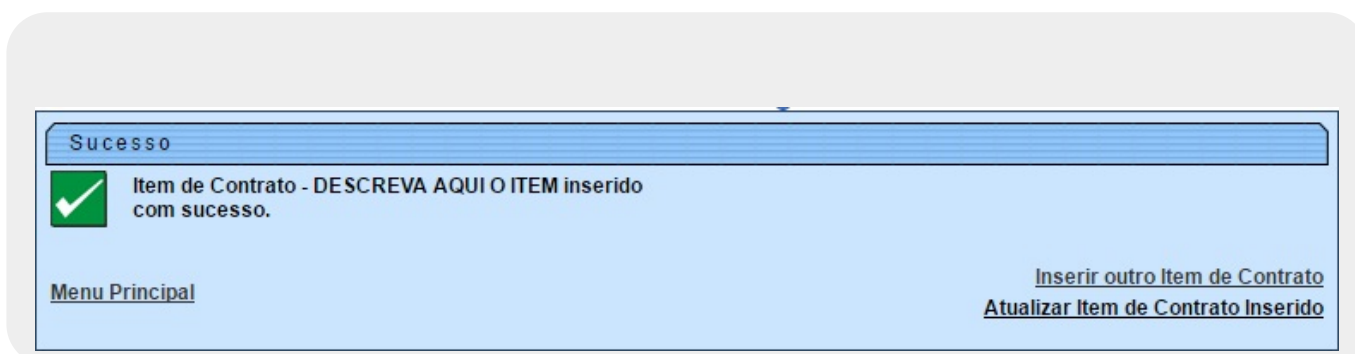 Sucesso
Item de Contrato - DESCREVA AQUI O ITEM inserido
com sucesso.
Menu Principal
Inserir outro Item de Contrato
Atualizar Item de Contrato Inserido